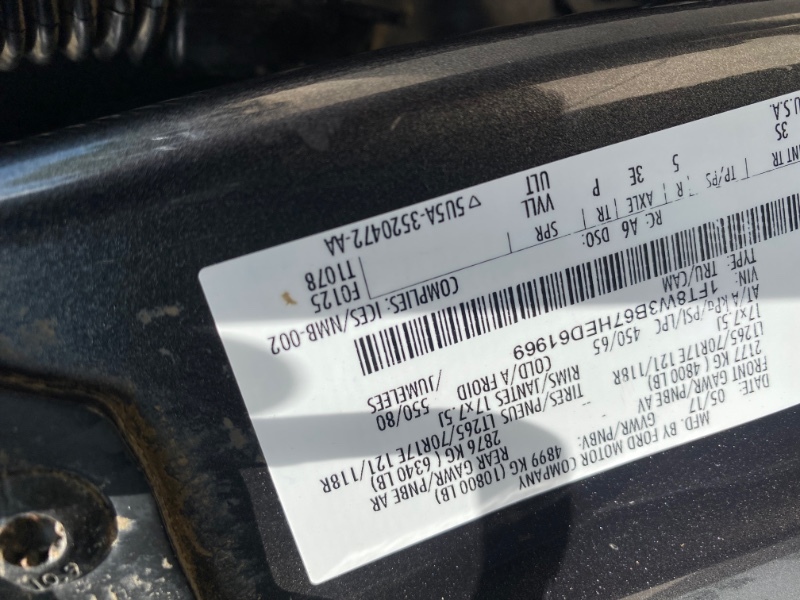 MFD. BY FORD MOTOR COMPANY
DATE: 05/17 GVWR/PNBV: 4899 KG (10800 LB)
FRONT GAWR/PNBE AV REAR GAWR/PNBE AR
2177 KG ( 4800 LB) 2876 KG ( 6340 LB)
LT265/70R17E 121/118R TIRES/PNEUS LT265/70R17E 121/118R
17x7.5J RIMS/JANTES 17x7.5J
AT/A kPa/PSI/LPC 450/65 COLD/A FROID 550/80 /JUMELEES
VIN: 1FT8W3B67HED61969
TYPE: TRU/CAM
COMPLIES: ICES/NMB-002
RC: A6 DSO: F0125
TP/PS R AXLE TR SPR T1078
3S 5 3E P VVLL
U.S.A. ULT
▽5U5A-3520472-AA
10.9